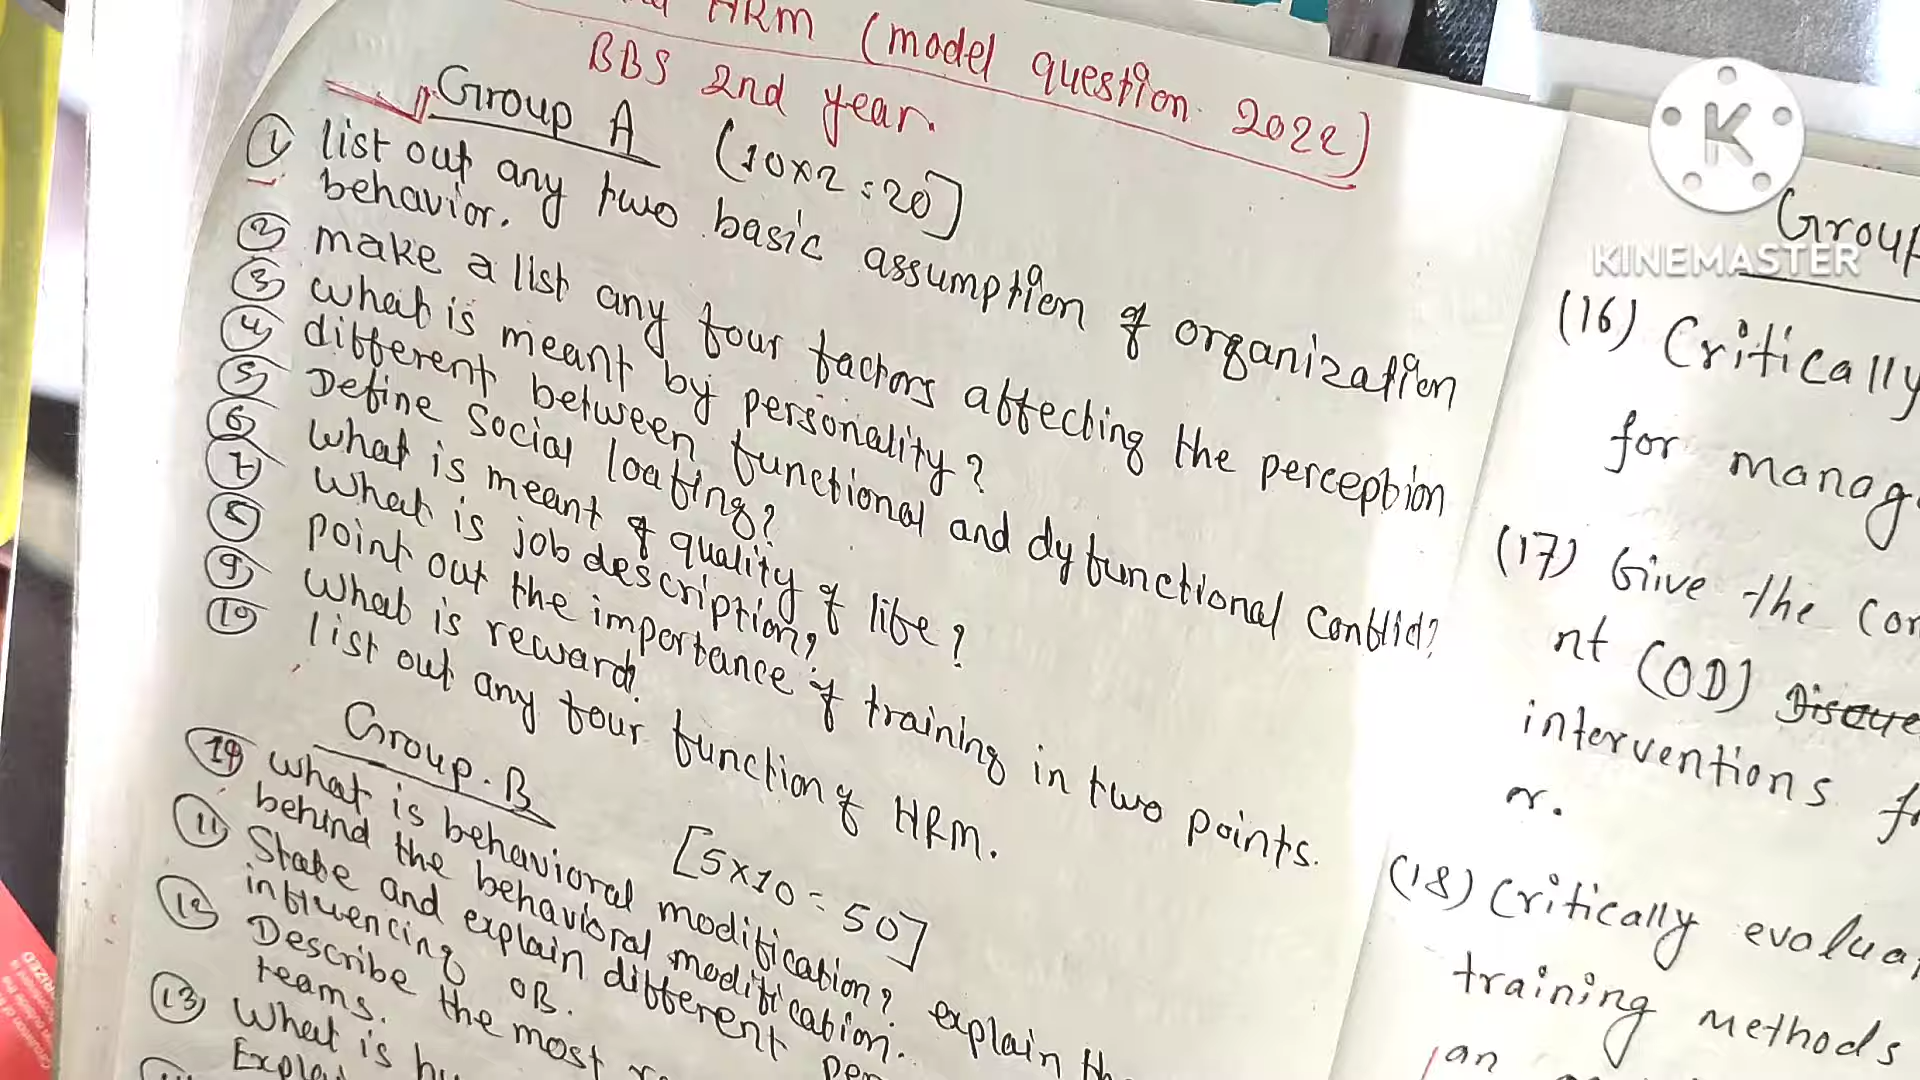 HRM (model question 2022)
BBS 2nd year.
Group A (10×2=20]
① list out any two basic assumption of organization
behavior.
② make a list any four factors affecting the perception
③ what is meant by personality?
④ different between functional and dyfunctional conflict?
⑤ Define social loafing?
⑥ what is meant of quality of life?
⑦ what is job description?
⑧ point out the importance of training in two points.
⑨ what is reward?
⑩ list out any four function of HRM.
Group.B [5×10=50]
what is behavioral modification? explain the
behind the behavioral modification.
⑪ State and explain different
influencing OB.
⑫ Describe the most
teams.
⑬ What is
Group
(16) Critically
for
(17) Give the
nt (OD)
interventions
r.
(18) Critically
training methods
an
KINEMASTER